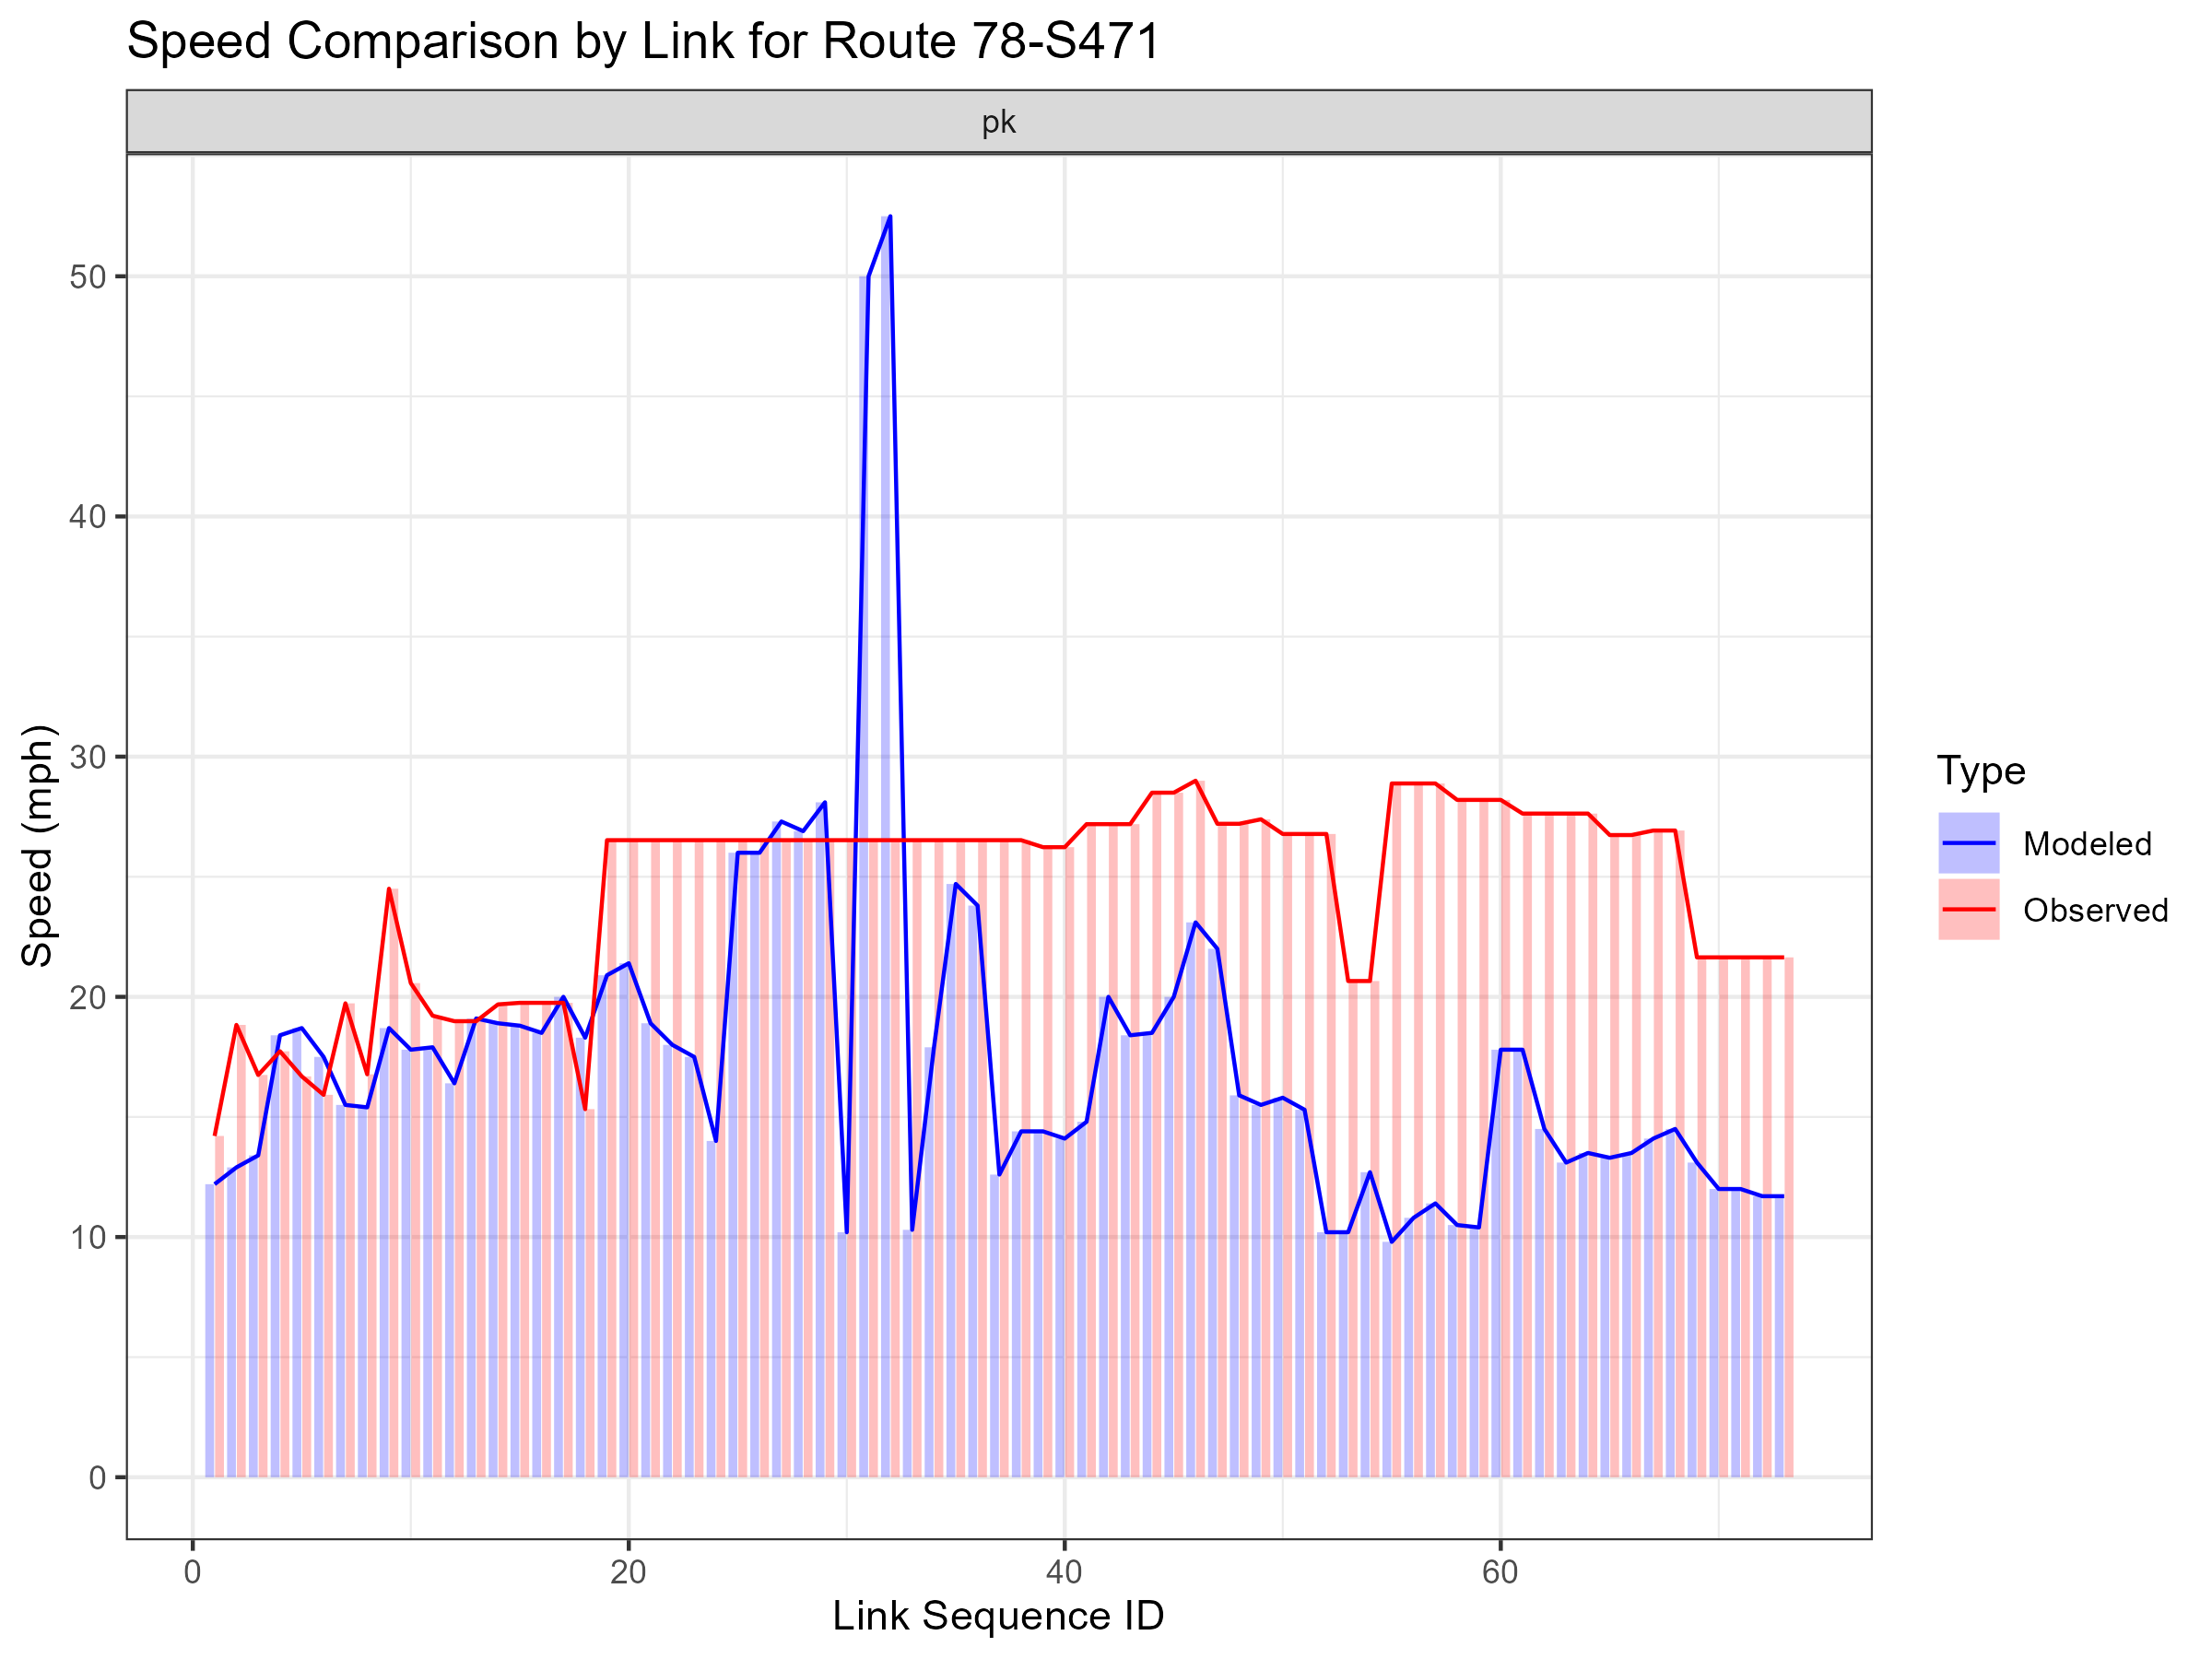 Speed Comparison by Link for Route 78-S471
pk
50
40
30
20
10
0
Speed (mph)
0 20 40 60
Link Sequence ID
Type
Modeled
Observed